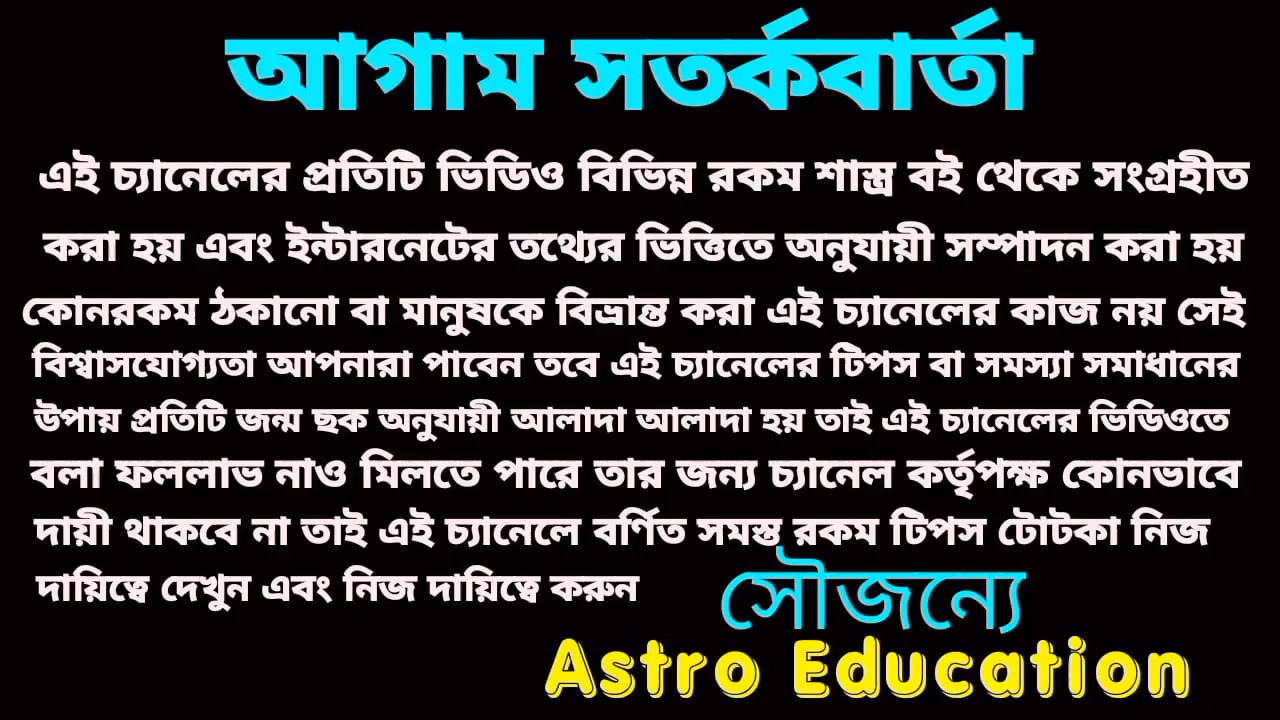 আগাম সতর্কবার্তা
এই চ্যানেলের প্রতিটি ভিডিও বিভিন্ন রকম শাস্ত্র বই থেকে সংগ্রহীত
করা হয় এবং ইন্টারনেটের তথ্যের ভিত্তিতে অনুযায়ী সম্পাদন করা হয়
কোনরকম ঠকানো বা মানুষকে বিভ্রান্ত করা এই চ্যানেলের কাজ নয় সেই
বিশ্বাসযোগ্যতা আপনারা পাবেন তবে এই চ্যানেলের টিপস বা সমস্যা সমাধানের
উপায় প্রতিটি জন্ম ছক অনুযায়ী আলাদা আলাদা হয় তাই এই চ্যানেলের ভিডিওতে
বলা ফললাভ নাও মিলতে পারে তার জন্য চ্যানেল কর্তৃপক্ষ কোনভাবে
দায়ী থাকবে না তাই এই চ্যানেলে বর্ণিত সমস্ত রকম টিপস টোটকা নিজ
দায়িত্বে দেখুন এবং নিজ দায়িত্বে করুন
সৌজন্যে
Astro Education